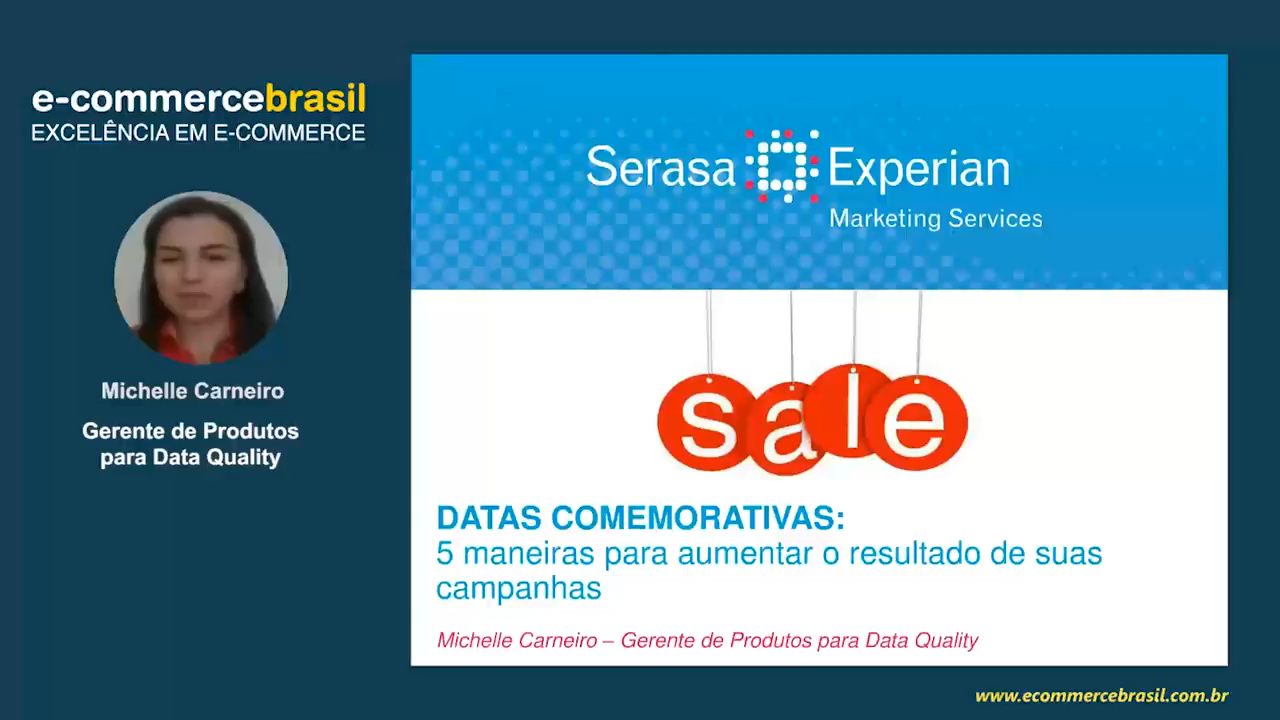 e-commercebrasil
EXCELÊNCIA EM E-COMMERCE
Michelle Carneiro
Gerente de Produtos
para Data Quality
Serasa Experian
Marketing Services
sale
DATAS COMEMORATIVAS:
5 maneiras para aumentar o resultado de suas
campanhas
Michelle Carneiro – Gerente de Produtos para Data Quality
www.ecommercebrasil.com.br